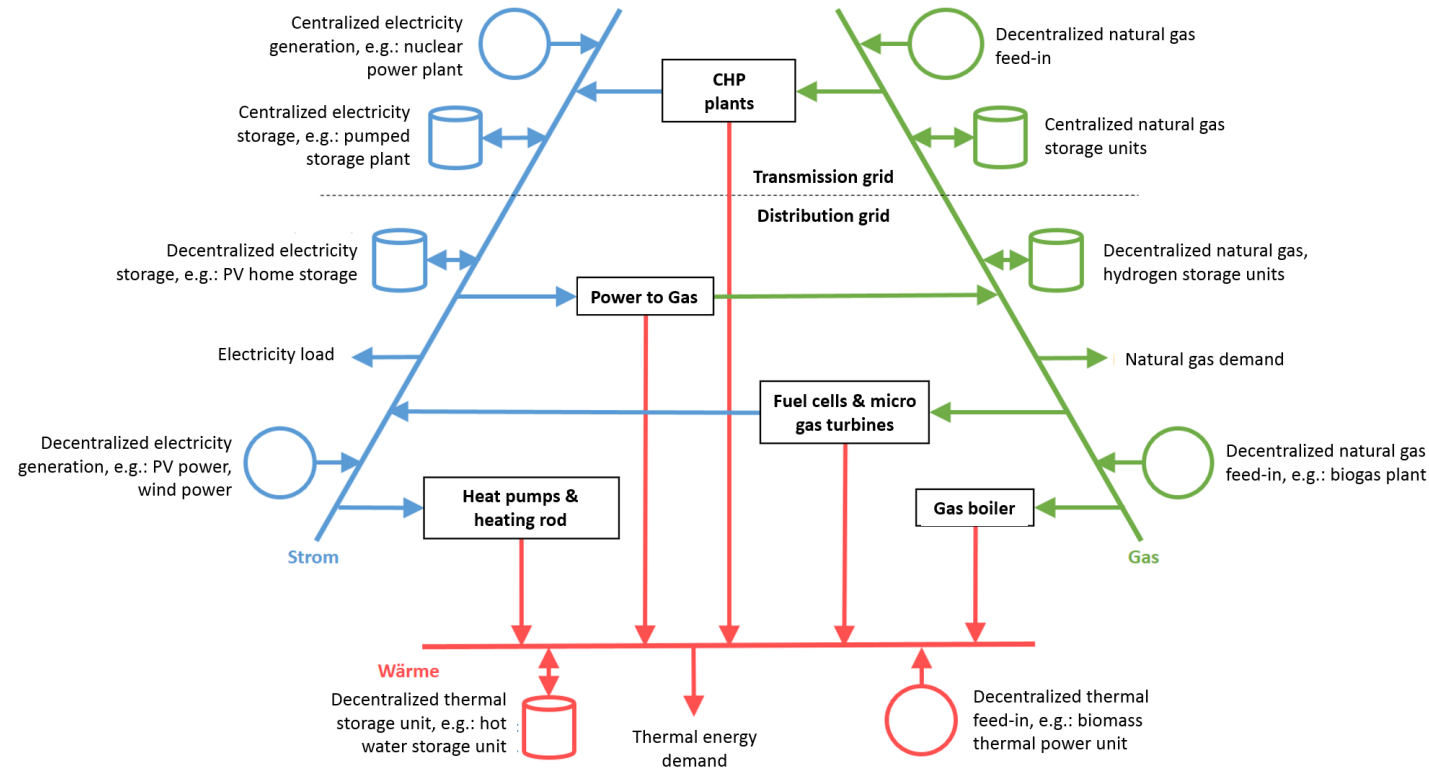 Centralized electricity
generation, e.g.: nuclear
power plant
Decentralized natural gas
feed-in
CHP
plants
Centralized electricity
storage, e.g.: pumped
storage plant
Centralized natural gas
storage units
Transmission grid
Distribution grid
Decentralized electricity
storage, e.g.: PV home storage
Decentralized natural gas,
hydrogen storage units
Power to Gas
Electricity load
Natural gas demand
Fuel cells & micro
gas turbines
Decentralized electricity
generation, e.g.: PV power,
wind power
Decentralized natural gas
feed-in, e.g.: biogas plant
Heat pumps &
heating rod
Gas boiler
Strom
Gas
Wärme
Decentralized thermal
storage unit, e.g.: hot
water storage unit
Thermal energy
demand
Decentralized thermal
feed-in, e.g.: biomass
thermal power unit